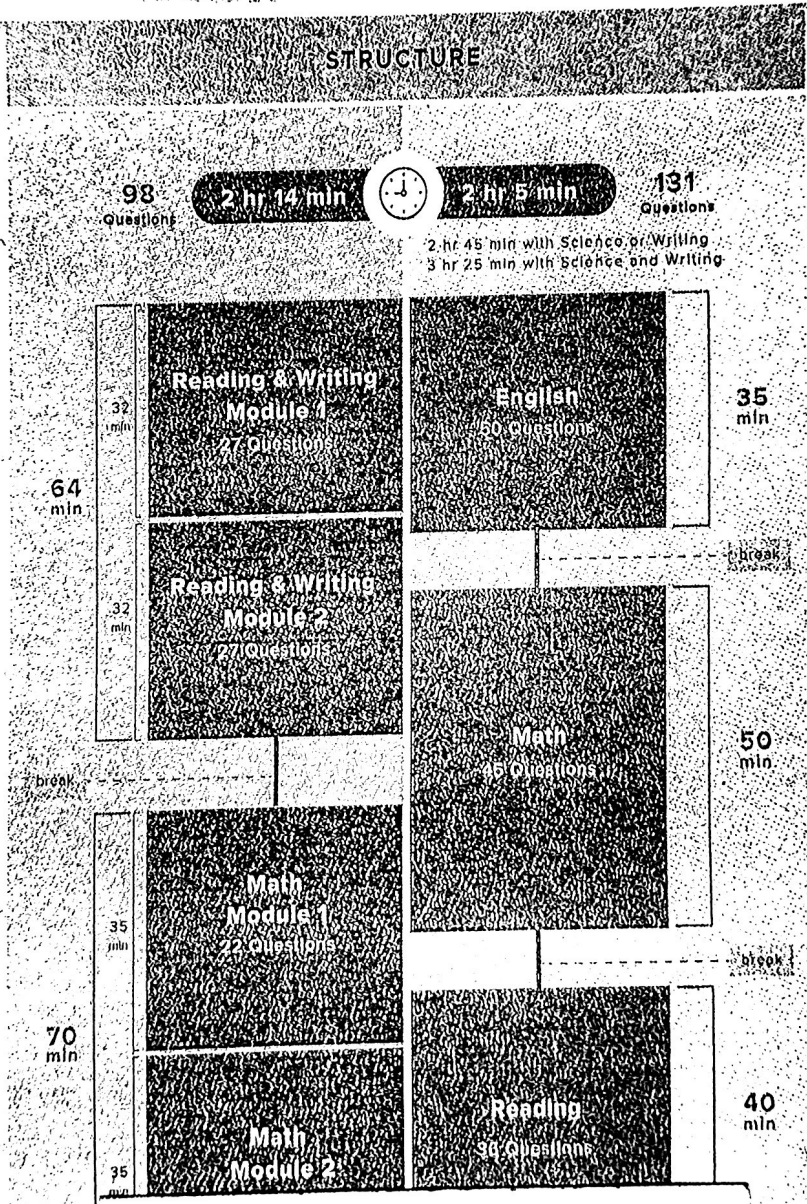 STRUCTURE
98
Questions
2 hr 14 min
2 hr 5 min
131
Questions
2 hr 45 min with Science or Writing
3 hr 25 min with Science and Writing
64
min
32
min
Reading & Writing
Module 1
27 Questions
32
min
Reading & Writing
Module 2
27 Questions
break
70
min
35
min
Math
Module 1
22 Questions
35
min
Math
Module 2
English
50 Questions
35
min
break
Math
45 Questions
50
min
break
Reading
36 Questions
40
min